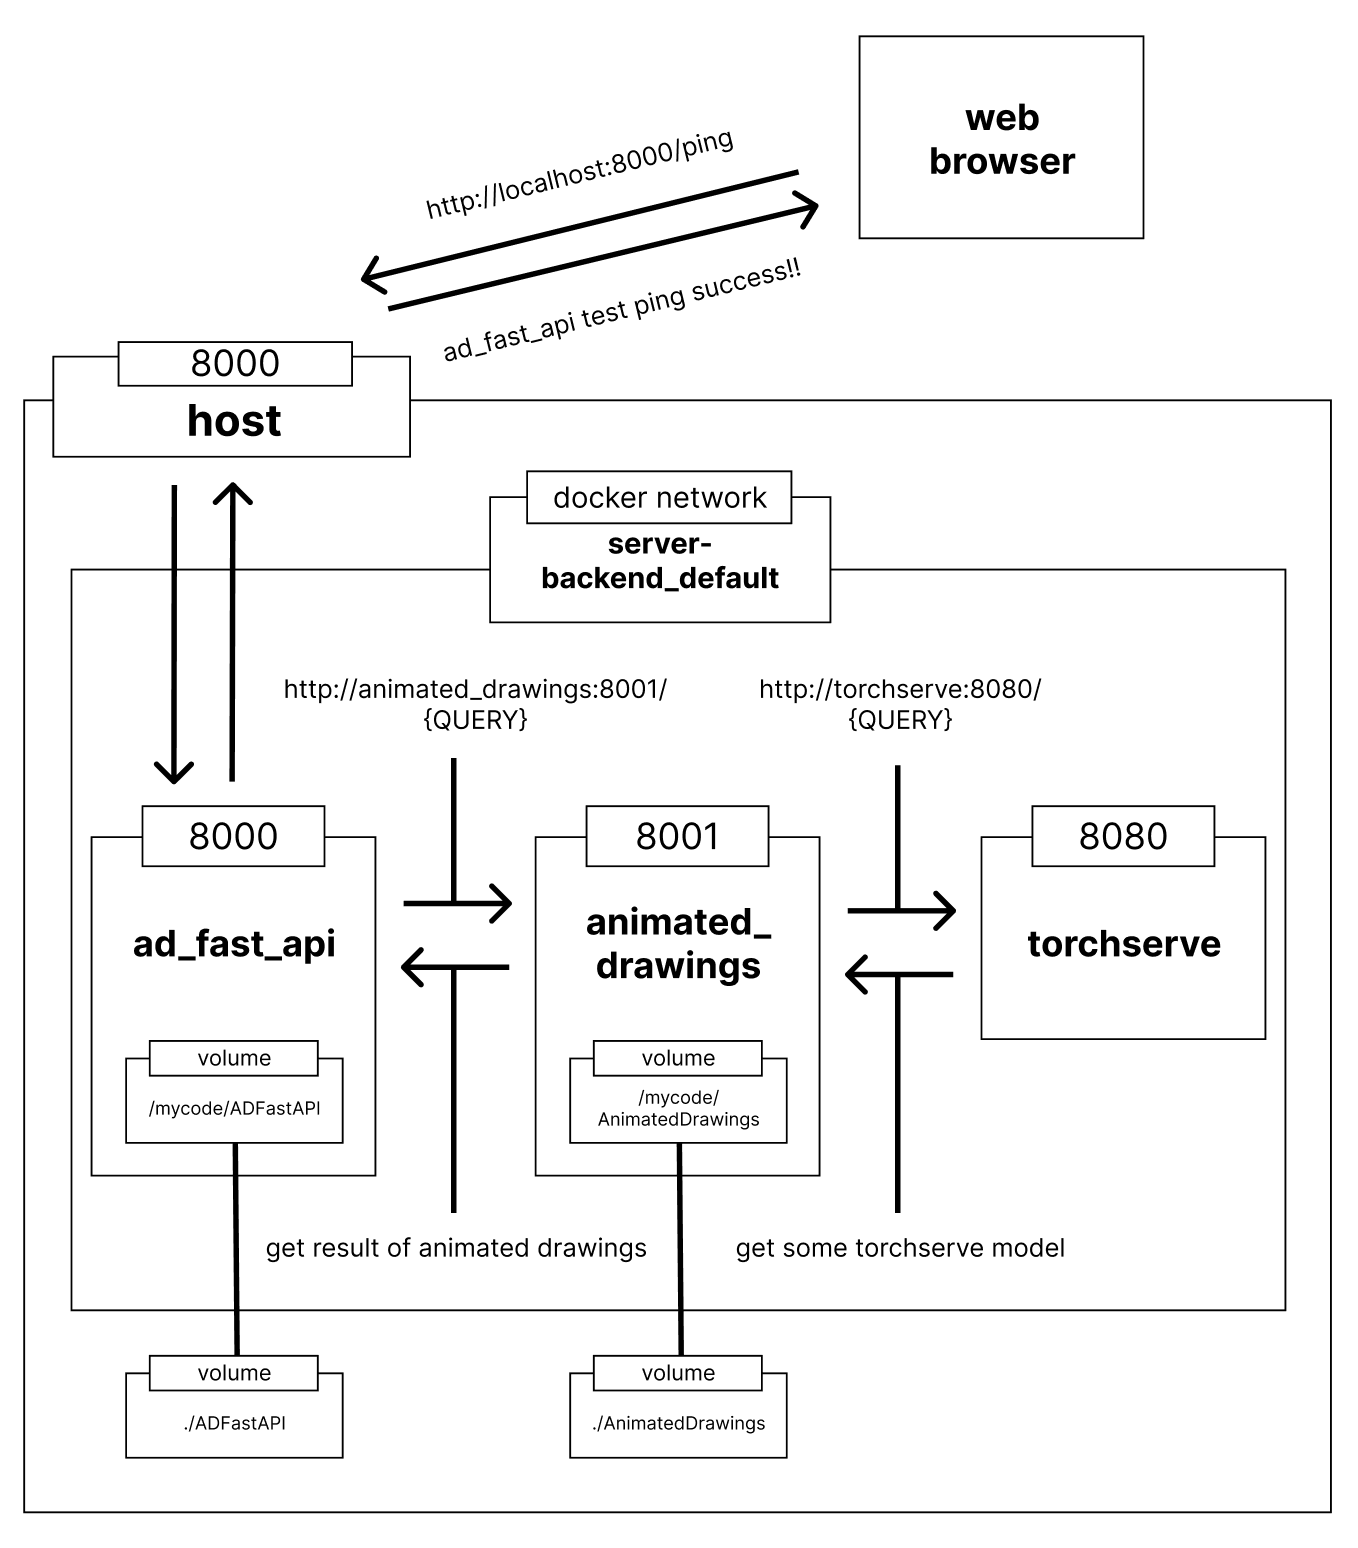 web
browser
http://localhost:8000/ping
ad_fast_api test ping success!!
8000
host
docker network
server-
backend_default
http://animated_drawings:8001/
{QUERY}
http://torchserve:8080/
{QUERY}
8000
ad_fast_api
8001
animated_
drawings
8080
torchserve
volume
/mycode/ADFastAPI
volume
/mycode/
AnimatedDrawings
get result of animated drawings
get some torchserve model
volume
./ADFastAPI
volume
./AnimatedDrawings